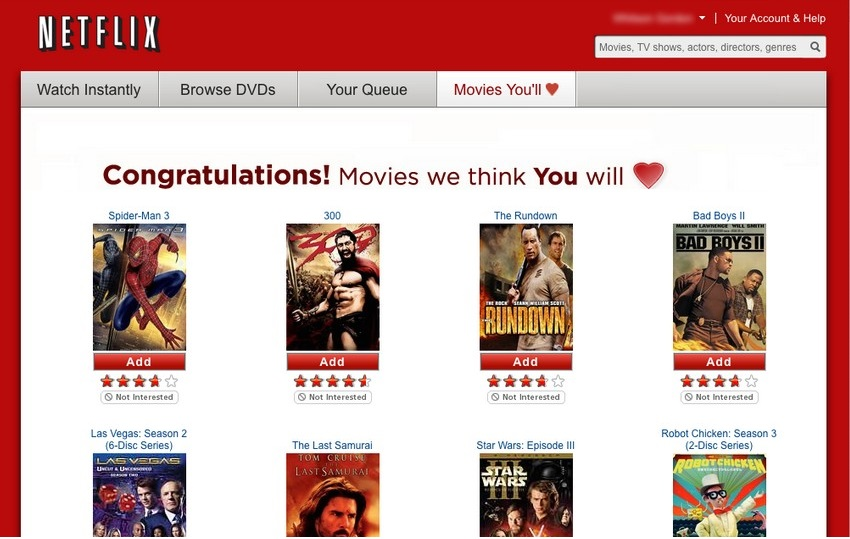 NETFLIX
Your Account & Help
Movies, TV shows, actors, directors, genres
Watch Instantly
Browse DVDs
Your Queue
Movies You'll
Congratulations! Movies we think You will
Spider-Man 3
300
The Rundown
Bad Boys II
SPIDER-MAN 3
300
THE ROCK SEANN WILLIAM SCOTT
THE RUNDOWN
MARTIN LAWRENCE WILL SMITH
BAD BOYS II
Add
Add
Add
Add
Not Interested
Not Interested
Not Interested
Not Interested
Las Vegas: Season 2
(6-Disc Series)
The Last Samurai
Star Wars: Episode III
Robot Chicken: Season 3
(2-Disc Series)
LAS VEGAS
UNCUT & UNCENSORED
SEASON TWO
TOM CRUISE
THE LAST SAMURAI
STAR WARS
III
ROBOT CHICKEN